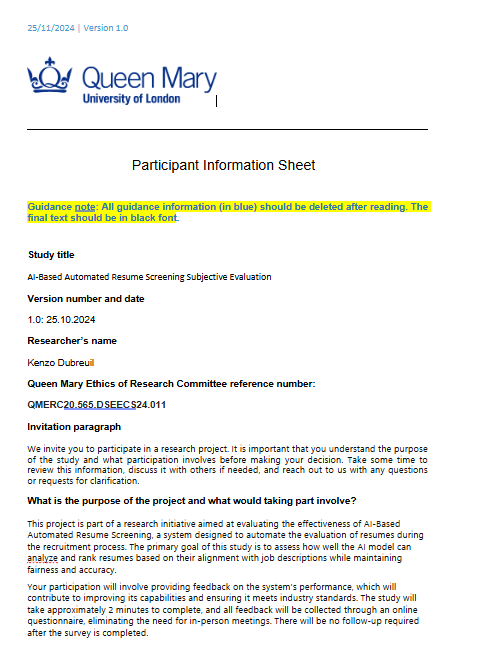 25/11/2024 | Version 1.0
Queen Mary
University of London
Participant Information Sheet
Guidance note: All guidance information (in blue) should be deleted after reading. The
final text should be in black font.
Study title
AI-Based Automated Resume Screening Subjective Evaluation
Version number and date
1.0: 25.10.2024
Researcher's name
Kenzo Dubreuil
Queen Mary Ethics of Research Committee reference number:
QMERC20.565.DSEECS24.011
Invitation paragraph
We invite you to participate in a research project. It is important that you understand the purpose
of the study and what participation involves before making your decision. Take some time to
review this information, discuss it with others if needed, and reach out to us with any questions
or requests for clarification.
What is the purpose of the project and what would taking part involve?
This project is part of a research initiative aimed at evaluating the effectiveness of AI-Based
Automated Resume Screening, a system designed to automate the evaluation of resumes during
the recruitment process. The primary goal of this study is to assess how well the AI model can
analyze and rank resumes based on their alignment with job descriptions while maintaining
fairness and accuracy.
Your participation will involve providing feedback on the system's performance, which will
contribute to improving its capabilities and ensuring it meets industry standards. The study will
take approximately 2 minutes to complete, and all feedback will be collected through an online
questionnaire, eliminating the need for in-person meetings. There will be no follow-up required
after the survey is completed.